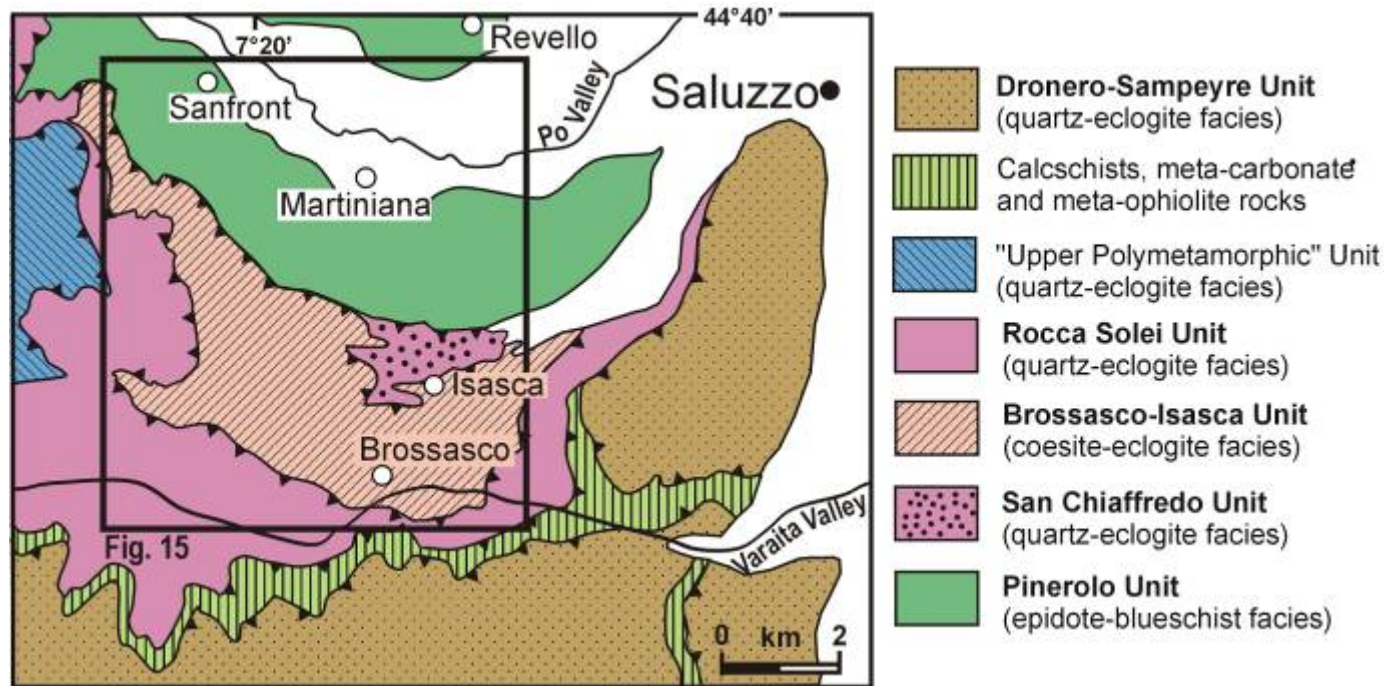 44°40'
7°20'
Revello
Sanfront
Saluzzo
Po Valley
Martiniana
Isasca
Brossasco
Fig. 15
Varaita Valley
0 km 2
Dronero-Sampeyre Unit
(quartz-eclogite facies)
Calcschists, meta-carbonate
and meta-ophiolite rocks
"Upper Polymetamorphic" Unit
(quartz-eclogite facies)
Rocca Solei Unit
(quartz-eclogite facies)
Brossasco-Isasca Unit
(coesite-eclogite facies)
San Chiaffredo Unit
(quartz-eclogite facies)
Pinerolo Unit
(epidote-blueschist facies)